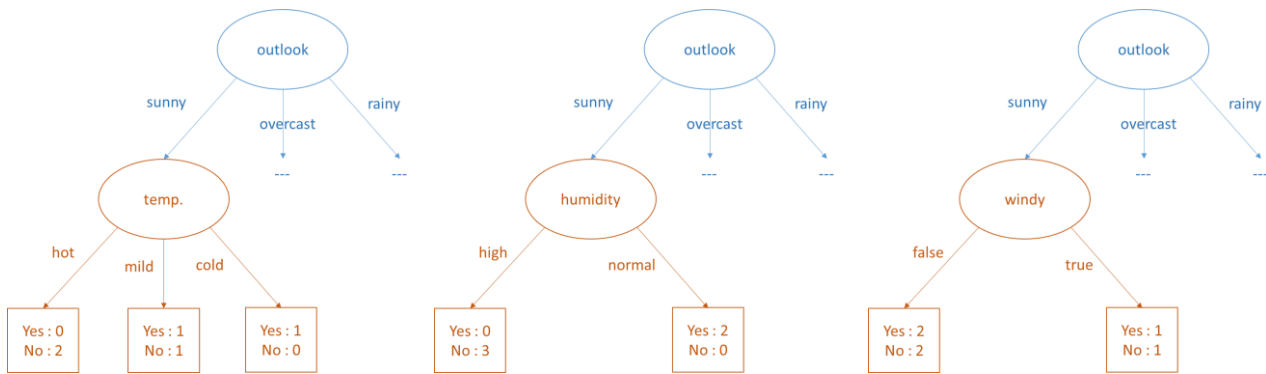 outlook
sunny
overcast
rainy
---
---
temp.
hot
mild
cold
Yes : 0
No : 2
Yes : 1
No : 1
Yes : 1
No : 0
outlook
sunny
overcast
rainy
---
---
humidity
high
normal
Yes : 0
No : 3
Yes : 2
No : 0
outlook
sunny
overcast
rainy
---
---
windy
false
true
Yes : 2
No : 2
Yes : 1
No : 1